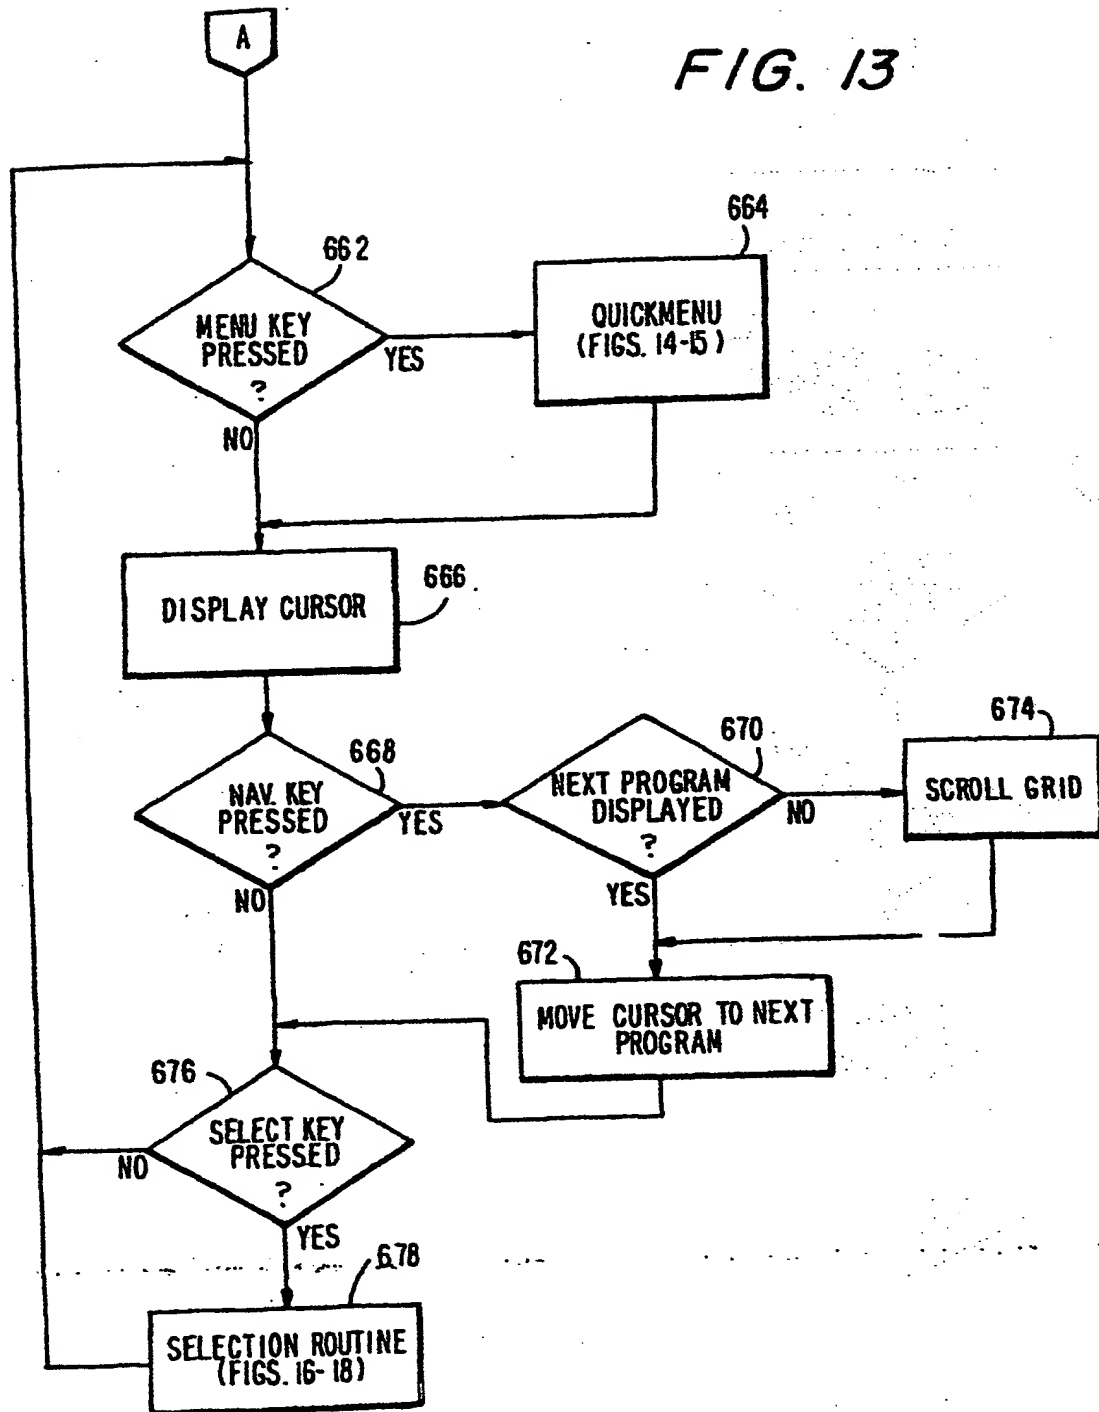 A
FIG. 13
662
MENU KEY
PRESSED
?
YES
NO
664
QUICKMENU
(FIGS. 14-15)
DISPLAY CURSOR
666
668
NAV. KEY
PRESSED
?
YES
NO
670
NEXT PROGRAM
DISPLAYED
?
NO
YES
674
SCROLL GRID
672
MOVE CURSOR TO NEXT
PROGRAM
676
SELECT KEY
PRESSED
?
NO
YES
678
SELECTION ROUTINE
(FIGS. 16-18)